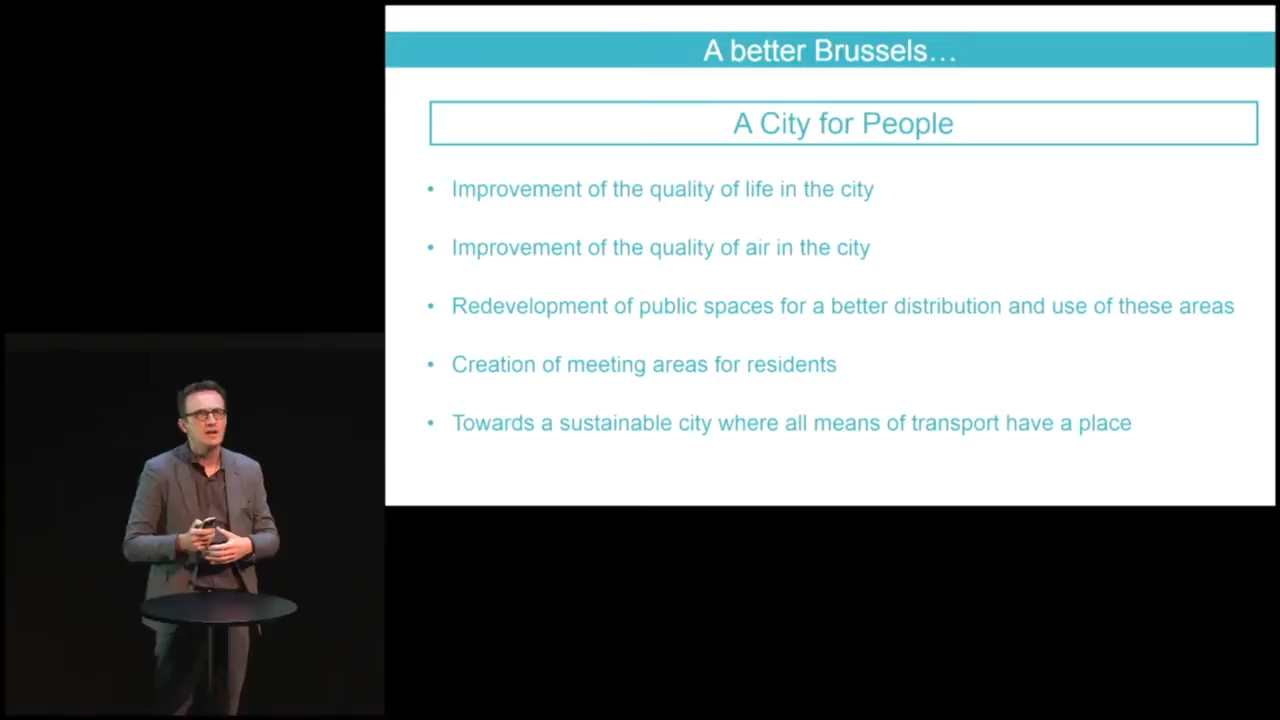 A better Brussels…
A City for People
• Improvement of the quality of life in the city
• Improvement of the quality of air in the city
• Redevelopment of public spaces for a better distribution and use of these areas
• Creation of meeting areas for residents
• Towards a sustainable city where all means of transport have a place